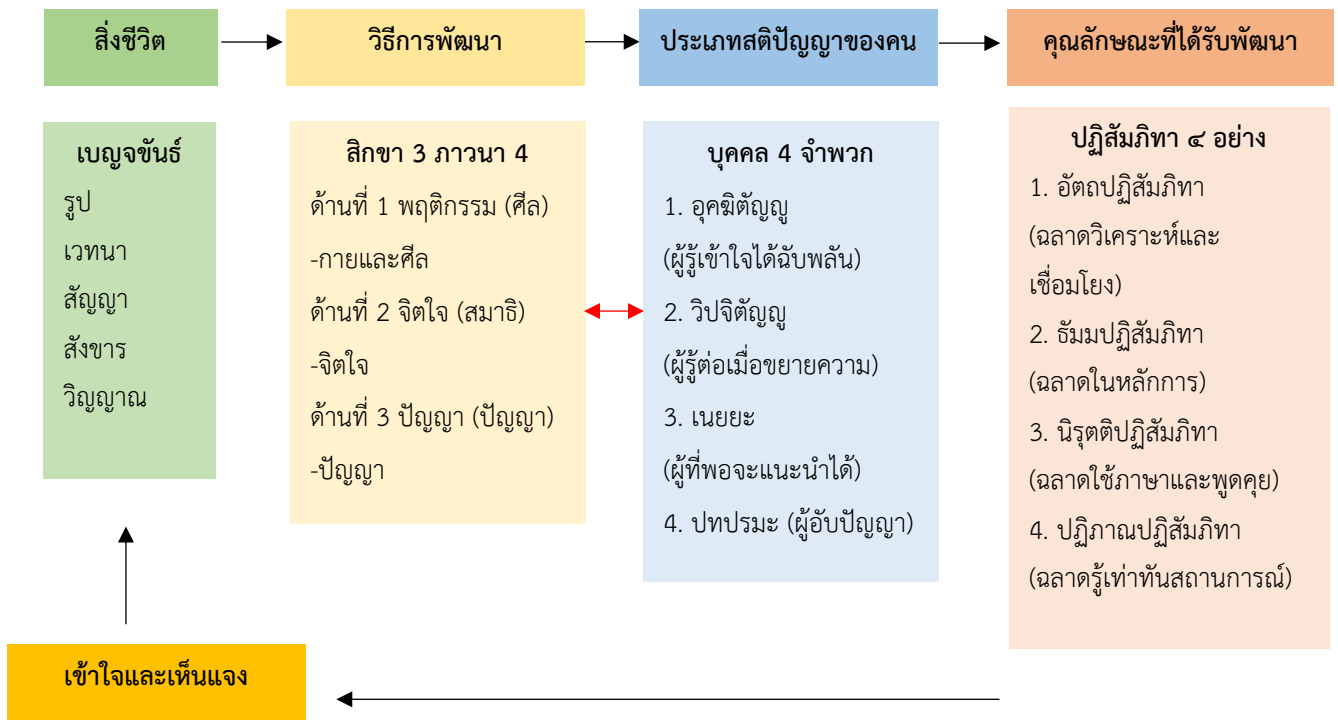 สิ่งชีวิต
วิธีการพัฒนา
ประเภทสติปัญญาของคน
คุณลักษณะที่ได้รับพัฒนา
เบญจขันธ์
รูป
เวทนา
สัญญา
สังขาร
วิญญาณ
สิกขา 3 ภาวนา 4
ด้านที่ 1 พฤติกรรม (ศีล)
-กายและศีล
ด้านที่ 2 จิตใจ (สมาธิ)
-จิตใจ
ด้านที่ 3 ปัญญา (ปัญญา)
-ปัญญา
บุคคล 4 จำพวก
1. อุคฆิตัญญู
(ผู้รู้เข้าใจได้ฉับพลัน)
2. วิปจิตัญญู
(ผู้รู้ต่อเมื่อขยายความ)
3. เนยยะ
(ผู้ที่พอจะแนะนำได้)
4. ปทปรมะ (ผู้อับปัญญา)
ปฏิสัมภิทา ๔ อย่าง
1. อัตถปฏิสัมภิทา
(ฉลาดวิเคราะห์และ
เชื่อมโยง)
2. ธัมมปฏิสัมภิทา
(ฉลาดในหลักการ)
3. นิรุตติปฏิสัมภิทา
(ฉลาดใช้ภาษาและพูดคุย)
4. ปฏิภาณปฏิสัมภิทา
(ฉลาดรู้เท่าทันสถานการณ์)
เข้าใจและเห็นแจง